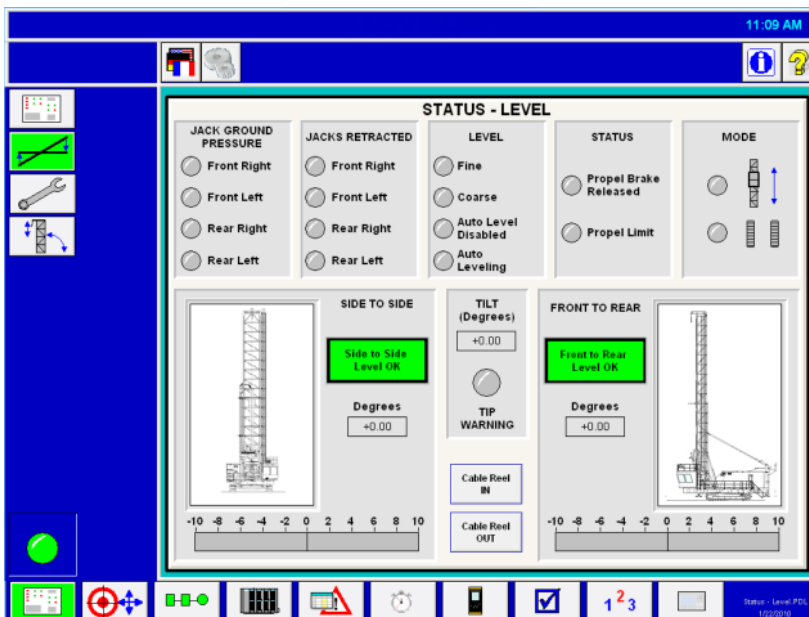 11:09 AM
STATUS - LEVEL
JACK GROUND
PRESSURE
Front Right
Front Left
Rear Right
Rear Left
JACKS RETRACTED
Front Right
Front Left
Rear Right
Rear Left
LEVEL
Fine
Coarse
Auto Level
Disabled
Auto
Leveling
STATUS
Propel Brake
Released
Propel Limit
MODE
SIDE TO SIDE
Side to Side
Level OK
Degrees
+0.00
-10 -8 -6 -4 -2 0 2 4 6 8 10
TILT
(Degrees)
+0.00
TIP
WARNING
Cable Reel
IN
Cable Reel
OUT
FRONT TO REAR
Front to Rear
Level OK
Degrees
+0.00
-10 -8 -6 -4 -2 0 2 4 6 8 10
1 2 3
Status - Level.PDL
1/22/2010